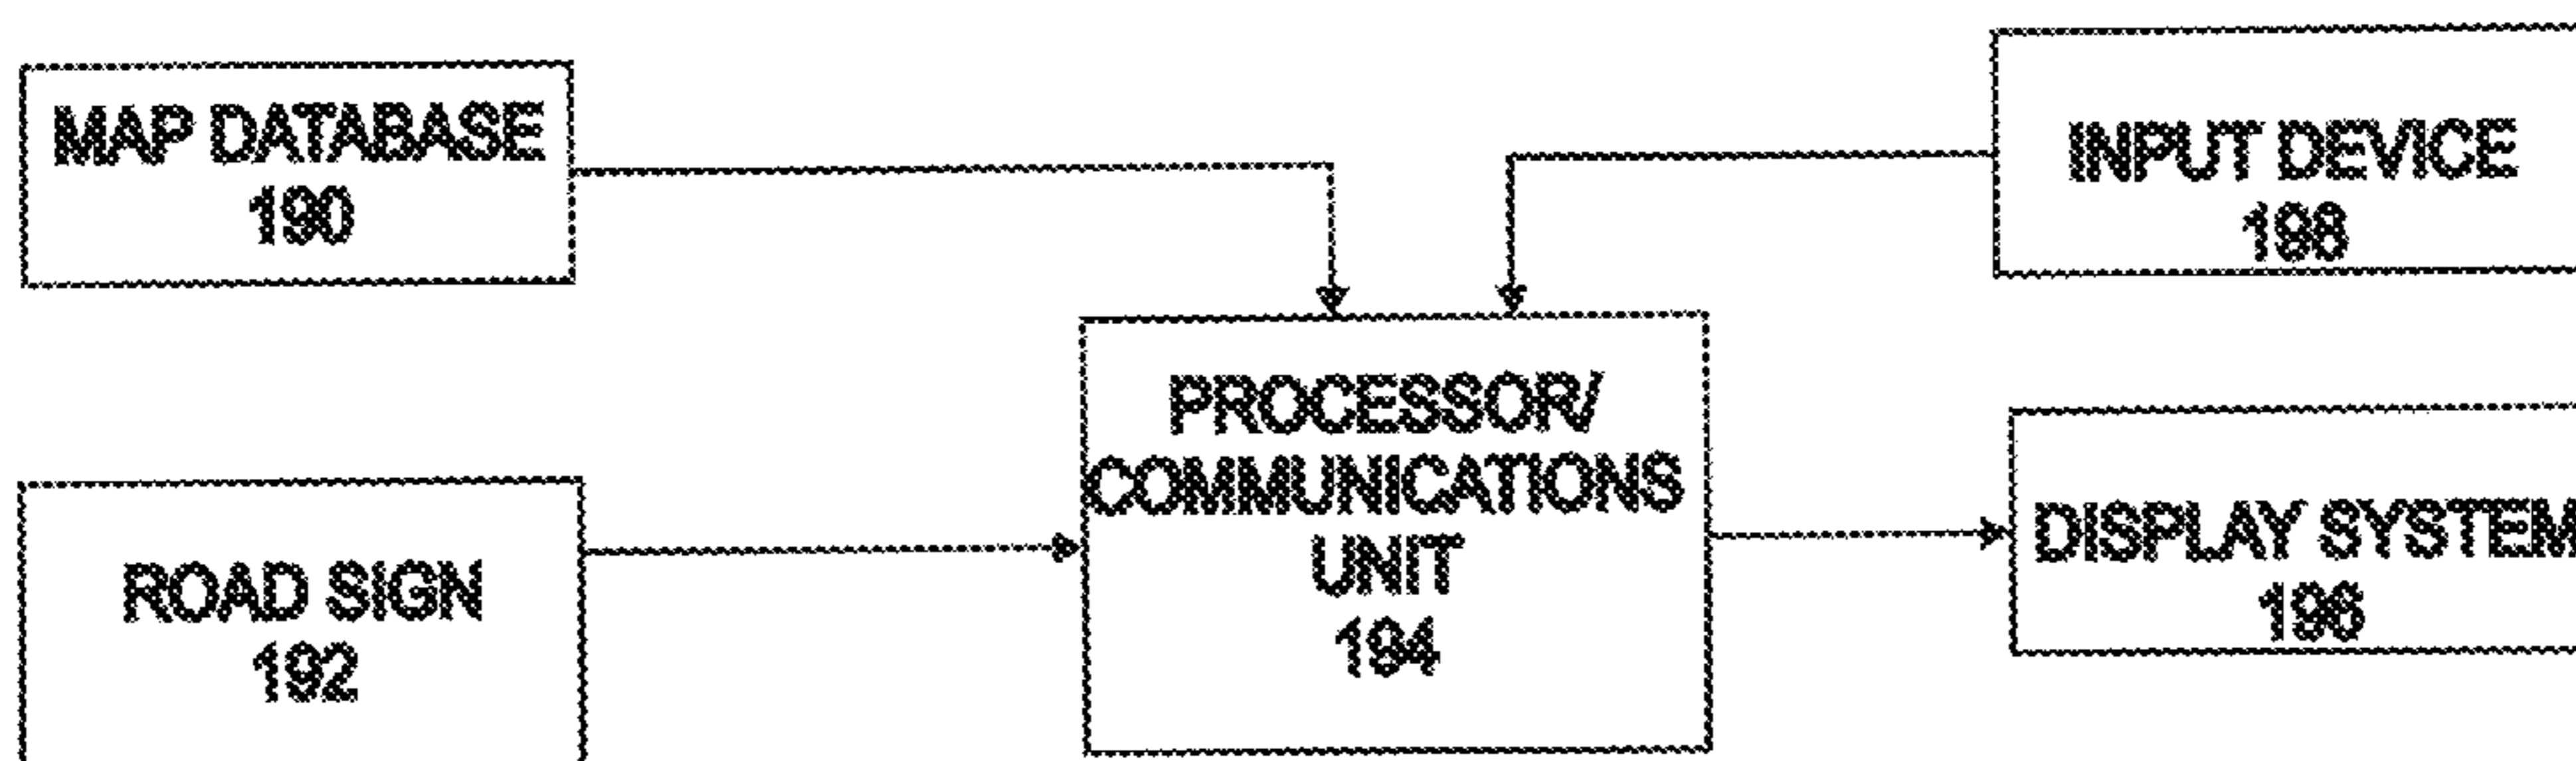 MAP DATABASE
190
INPUT DEVICE
198
PROCESSOR/
COMMUNICATIONS
UNIT
194
ROAD SIGN
192
DISPLAY SYSTEM
196